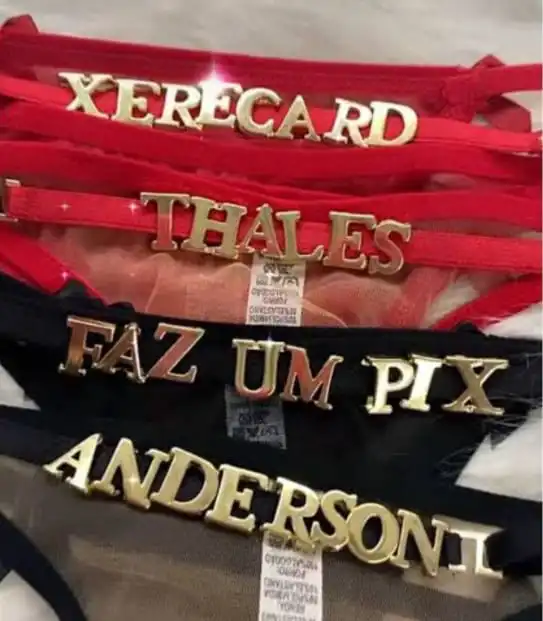 XERECARD
THALES
FAZ UM PIX
ANDERSON I